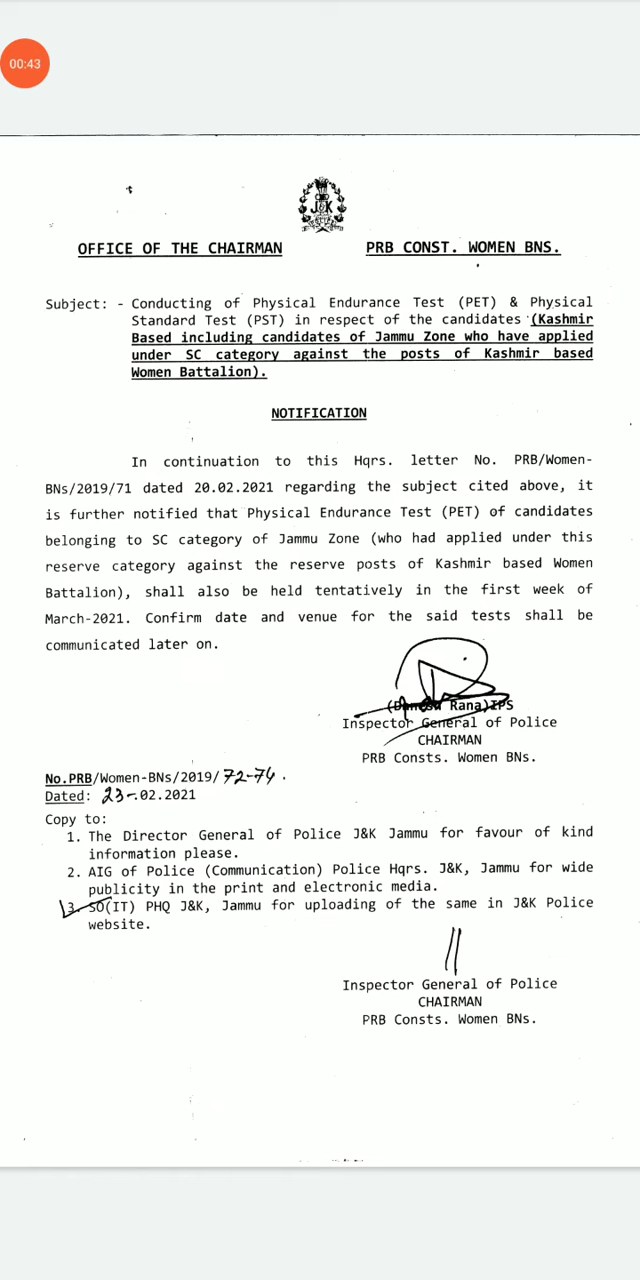 00:43
J&K
OFFICE OF THE CHAIRMAN PRB CONST. WOMEN BNS.
Subject: - Conducting of Physical Endurance Test (PET) & Physical
Standard Test (PST) in respect of the candidates (Kashmir
Based including candidates of Jammu Zone who have applied
under SC category against the posts of Kashmir based
Women Battalion).
NOTIFICATION
In continuation to this Hqrs. letter No. PRB/Women-
BNs/2019/71 dated 20.02.2021 regarding the subject cited above, it
is further notified that Physical Endurance Test (PET) of candidates
belonging to SC category of Jammu Zone (who had applied under this
reserve category against the reserve posts of Kashmir based Women
Battalion), shall also be held tentatively in the first week of
March-2021. Confirm date and venue for the said tests shall be
communicated later on.
Rana)IPS
Inspector General of Police
CHAIRMAN
PRB Consts. Women BNs.
No.PRB/Women-BNs/2019/72-74.
Dated: 23-.02.2021
Copy to:
1. The Director General of Police J&K Jammu for favour of kind
information please.
2. AIG of Police (Communication) Police Hqrs. J&K, Jammu for wide
publicity in the print and electronic media.
3. SO(IT) PHQ J&K, Jammu for uploading of the same in J&K Police
website.
Inspector General of Police
CHAIRMAN
PRB Consts. Women BNs.